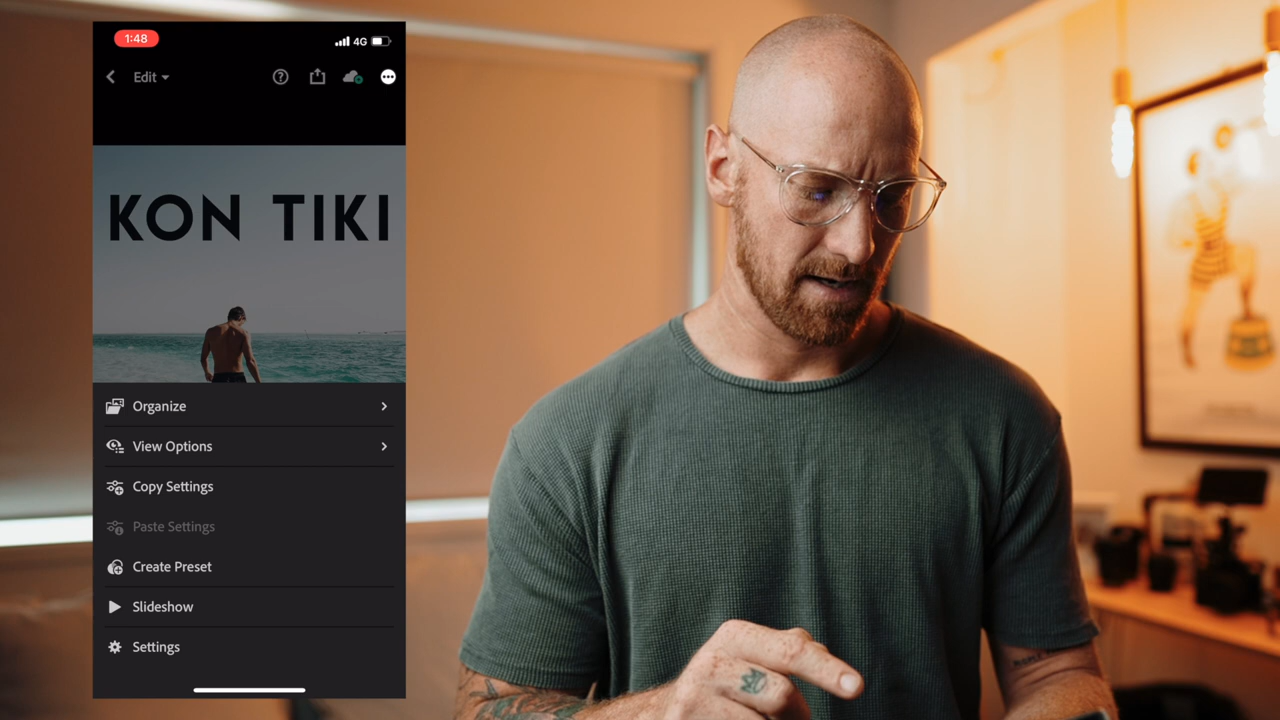 1:48
4G
Edit
KON TIKI
Organize
View Options
Copy Settings
Paste Settings
Create Preset
Slideshow
Settings